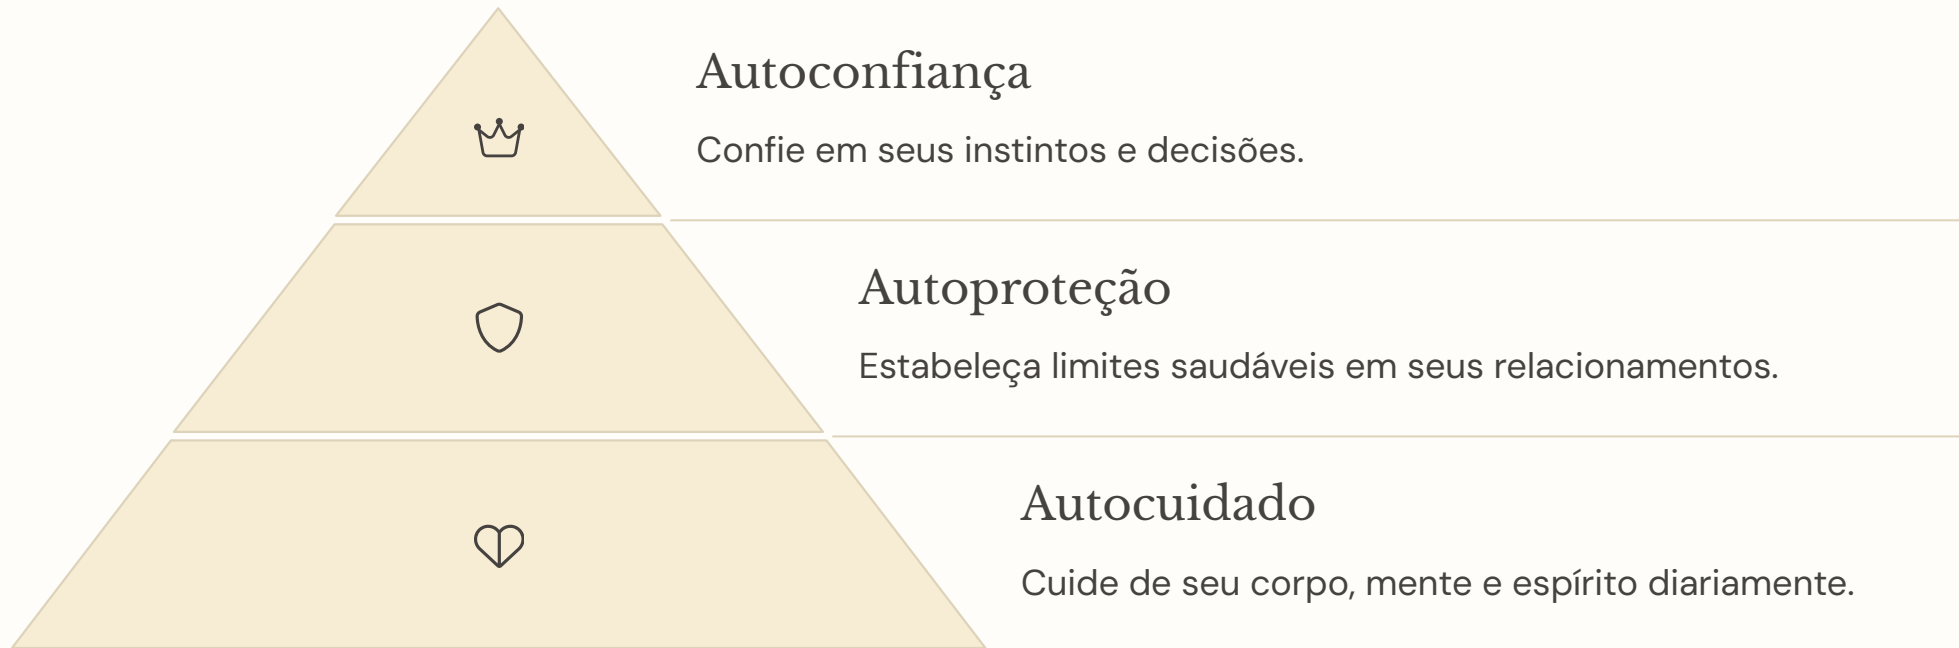 Autoconfiança
Confie em seus instintos e decisões.
Autoproteção
Estabeleça limites saudáveis em seus relacionamentos.
Autocuidado
Cuide de seu corpo, mente e espírito diariamente.